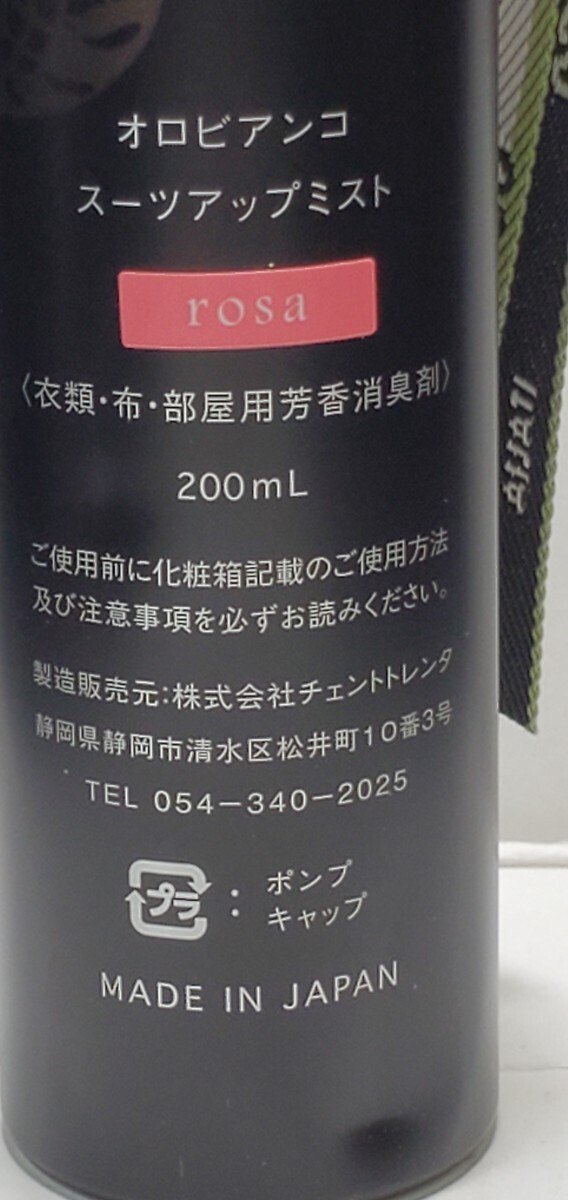 オロビアンコ
スーツアップミスト
rosa
〈衣類・布・部屋用芳香消臭剤〉
200mL
ご使用前に化粧箱記載のご使用方法
及び注意事項を必ずお読みください。
製造販売元:株式会社チェントトレンタ
静岡県静岡市清水区松井町10番3号
TEL 054-340-2025
プラ : ポンプ
キャップ
MADE IN JAPAN
ITALIA